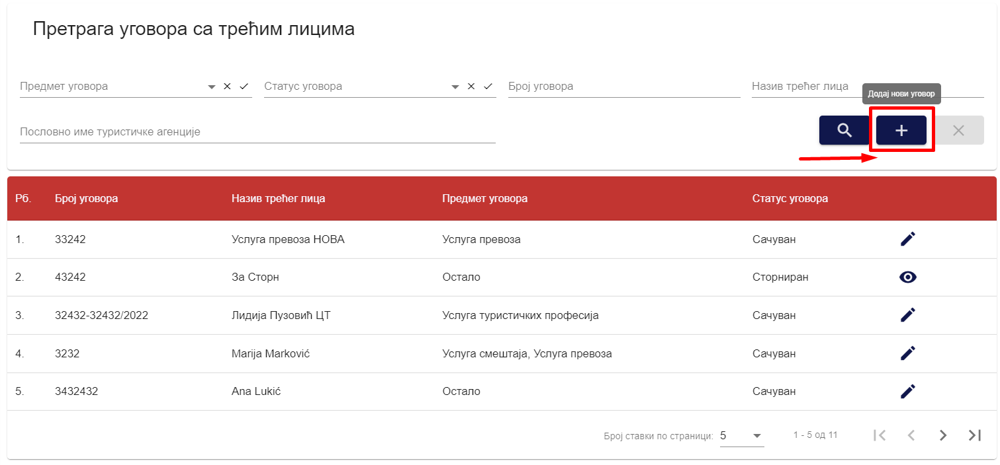 Претрага уговора са трећим лицима
Предмет уговора Статус уговора Број уговора Назив трећег лица
Додај нови уговор
Пословно име туристичке агенције
Рб. Број уговора Назив трећег лица Предмет уговора Статус уговора
1. 33242 Услуга превоза НОВА Услуга превоза Сачуван
2. 43242 За Сторн Остало Сторниран
3. 32432-32432/2022 Лидија Пузовић ЦТ Услуга туристичких професија Сачуван
4. 3232 Marija Marković Услуга смештаја, Услуга превоза Сачуван
5. 3432432 Ana Lukić Остало Сачуван
Број ставки по страници: 5 1 - 5 од 11